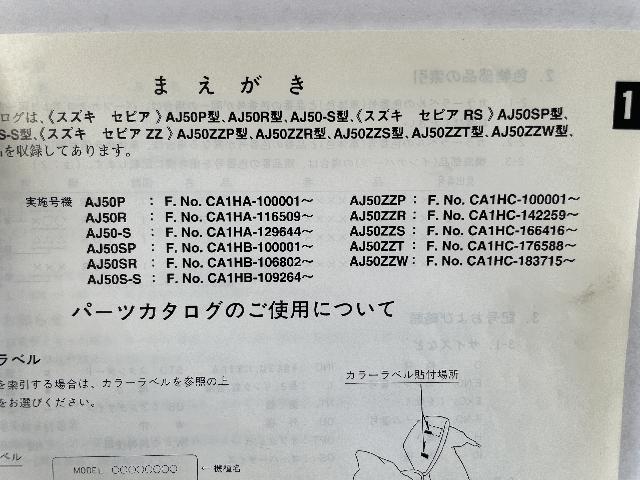 まえがき
1
ログは、《スズキ セピア》AJ50P型、AJ50R型、AJ50-S型、《スズキ セピア RS》AJ50SP型、
S-S型、《スズキ セピア ZZ》AJ50ZZP型、AJ50ZZR型、AJ50ZZS型、AJ50ZZT型、AJ50ZZW型、
品を収録してあります。
実施号機 AJ50P : F. No. CA1HA-100001〜 AJ50ZZP : F. No. CA1HC-100001〜
AJ50R : F. No. CA1HA-116509〜 AJ50ZZR : F. No. CA1HC-142259〜
AJ50-S : F. No. CA1HA-129644〜 AJ50ZZS : F. No. CA1HC-166416〜
AJ50SP : F. No. CA1HB-100001〜 AJ50ZZT : F. No. CA1HC-176588〜
AJ50SR : F. No. CA1HB-106802〜 AJ50ZZW : F. No. CA1HC-183715〜
AJ50S-S : F. No. CA1HB-109264〜
パーツカタログのご使用について
ラベル
を索引する場合は、カラーラベルを参照の上
をお選びください。
カラーラベル貼付場所
ベル
MODEL OOOOOOOO
機種名